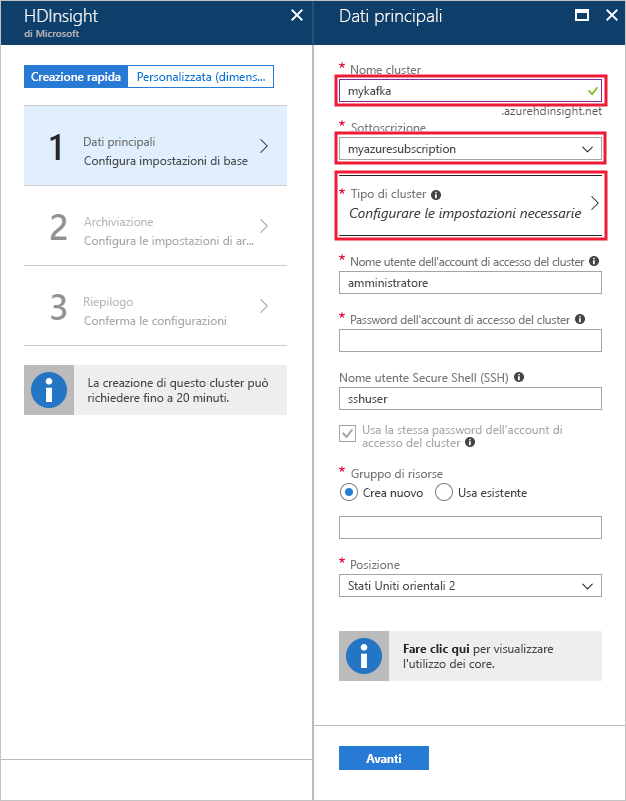 HDInsight
di Microsoft
Creazione rapida
Personalizzata (dimens...
1
Dati principali
Configura impostazioni di base
2
Archiviazione
Configura le impostazioni di ar...
3
Riepilogo
Conferma le configurazioni
La creazione di questo cluster può
richiedere fino a 20 minuti.
Dati principali
* Nome cluster
mykafka
.azurehdinsight.net
* Sottoscrizione
myazuresubscription
* Tipo di cluster
Configurare le impostazioni necessarie
* Nome utente dell'account di accesso del cluster
amministratore
* Password dell'account di accesso del cluster
Nome utente Secure Shell (SSH)
sshuser
Usa la stessa password dell'account di
accesso del cluster
* Gruppo di risorse
Crea nuovo
Usa esistente
* Posizione
Stati Uniti orientali 2
Fare clic qui per visualizzare
l'utilizzo dei core.
Avanti